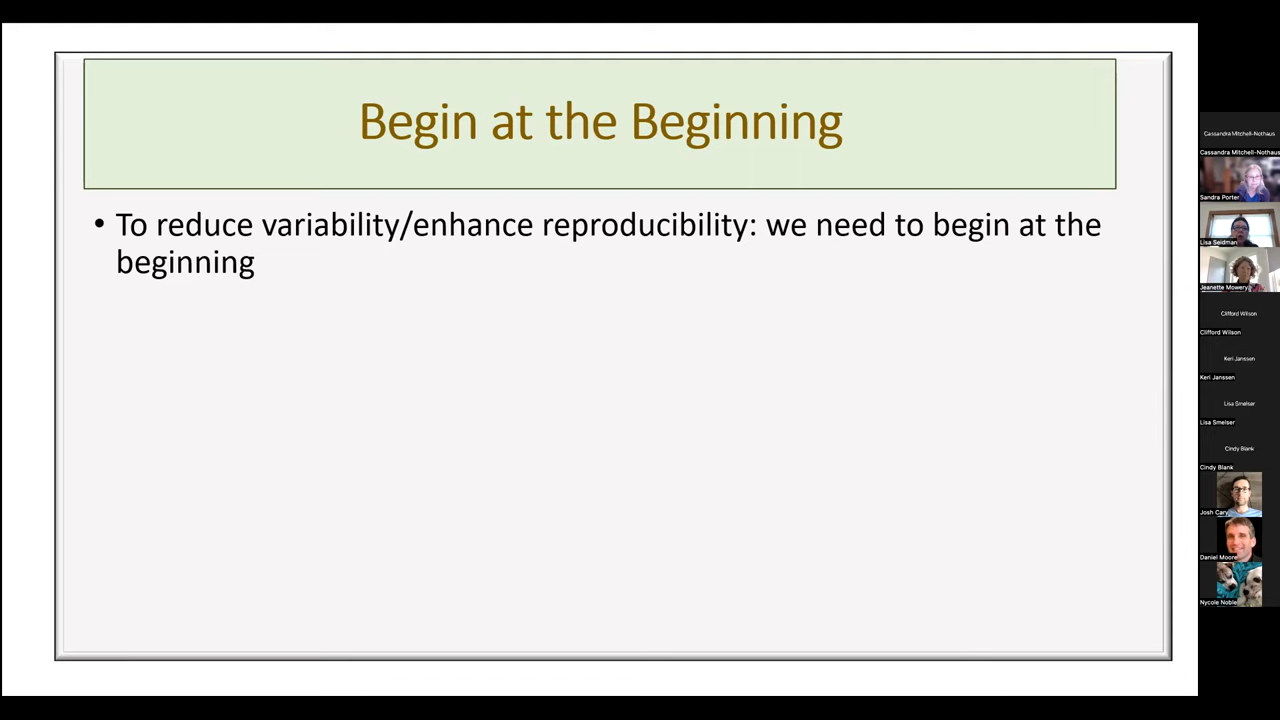 Begin at the Beginning
• To reduce variability/enhance reproducibility: we need to begin at the
beginning
Cassandra Mitchell-Nothaus
Cassandra Mitchell-Nothaus
Sandra Porter
Lisa Seidman
Jeanette Mowery
Clifford Wilson
Clifford Wilson
Keri Janssen
Keri Janssen
Lisa Smelser
Lisa Smelser
Cindy Blank
Cindy Blank
Josh Cary
Daniel Moore
Nycole Noble